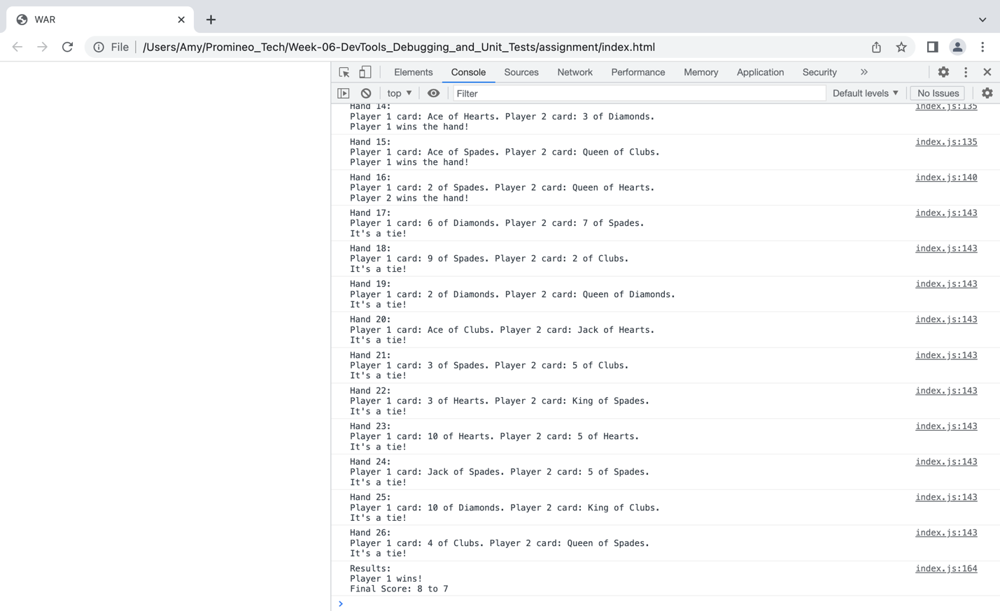 WAR
File
/Users/Amy/Promineo_Tech/Week-06-DevTools_Debugging_and_Unit_Tests/assignment/index.html
Elements Console Sources Network Performance Memory Application Security »
top ▼ Filter Default levels ▼ No Issues
Hand 14: index.js:135
Player 1 card: Ace of Hearts. Player 2 card: 3 of Diamonds.
Player 1 wins the hand!
Hand 15: index.js:135
Player 1 card: Ace of Spades. Player 2 card: Queen of Clubs.
Player 1 wins the hand!
Hand 16: index.js:140
Player 1 card: 2 of Spades. Player 2 card: Queen of Hearts.
Player 2 wins the hand!
Hand 17: index.js:143
Player 1 card: 6 of Diamonds. Player 2 card: 7 of Spades.
It's a tie!
Hand 18: index.js:143
Player 1 card: 9 of Spades. Player 2 card: 2 of Clubs.
It's a tie!
Hand 19: index.js:143
Player 1 card: 2 of Diamonds. Player 2 card: Queen of Diamonds.
It's a tie!
Hand 20: index.js:143
Player 1 card: Ace of Clubs. Player 2 card: Jack of Hearts.
It's a tie!
Hand 21: index.js:143
Player 1 card: 3 of Spades. Player 2 card: 5 of Clubs.
It's a tie!
Hand 22: index.js:143
Player 1 card: 3 of Hearts. Player 2 card: King of Spades.
It's a tie!
Hand 23: index.js:143
Player 1 card: 10 of Hearts. Player 2 card: 5 of Hearts.
It's a tie!
Hand 24: index.js:143
Player 1 card: Jack of Spades. Player 2 card: 5 of Spades.
It's a tie!
Hand 25: index.js:143
Player 1 card: 10 of Diamonds. Player 2 card: King of Clubs.
It's a tie!
Hand 26: index.js:143
Player 1 card: 4 of Clubs. Player 2 card: Queen of Spades.
It's a tie!
Results: index.js:164
Player 1 wins!
Final Score: 8 to 7